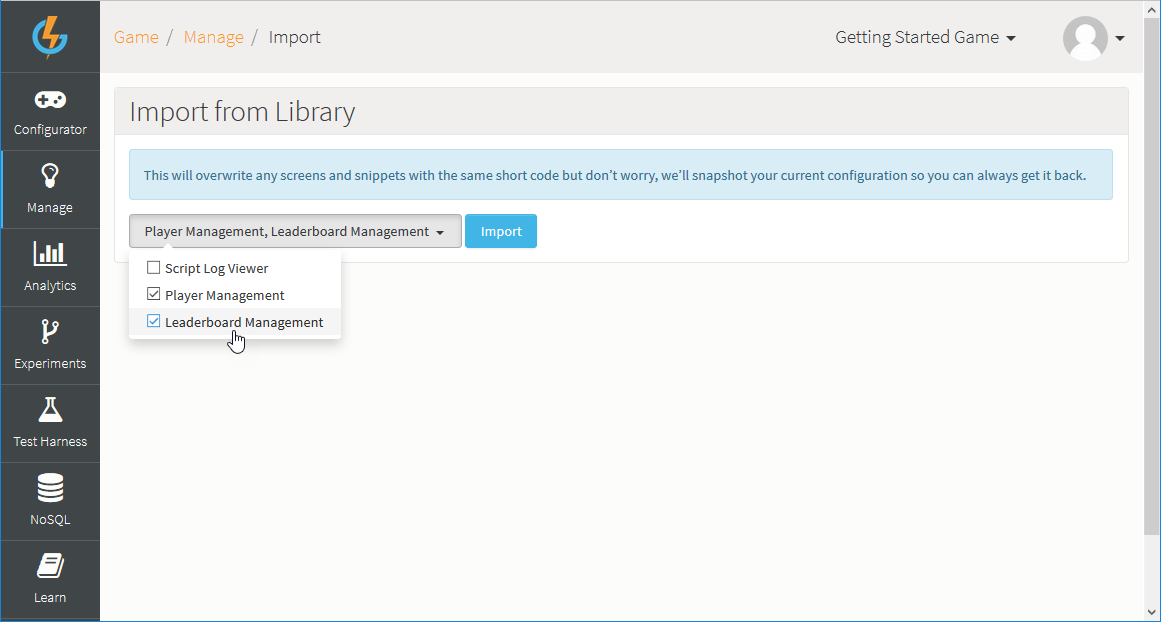 Game / Manage / Import
Getting Started Game
Configurator
Manage
Analytics
Experiments
Test Harness
NoSQL
Learn
Import from Library
This will overwrite any screens and snippets with the same short code but don't worry, we'll snapshot your current configuration so you can always get it back.
Player Management, Leaderboard Management
Import
Script Log Viewer
Player Management
Leaderboard Management